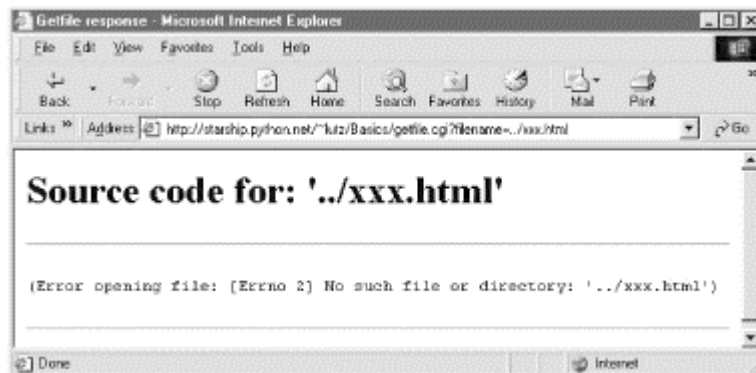 Getfile response - Microsoft Internet Explorer
File Edit View Favorites Tools Help
Back Forward Stop Refresh Home Search Favorites History Mail Print
Links » Address http://starship.python.net/~lutz/Basics/getfile.cgi?filename=../xxx.html Go
Source code for: '../xxx.html'
(Error opening file: [Errno 2] No such file or directory: '../xxx.html')
Done Internet